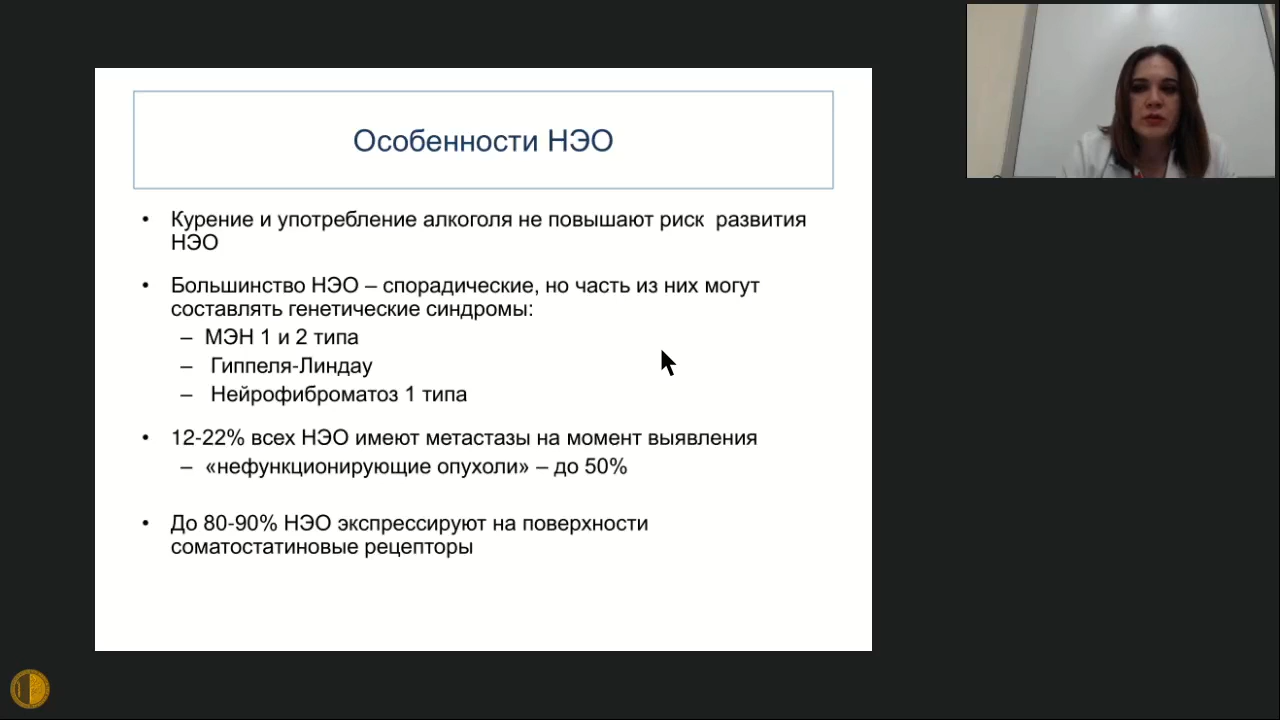 Особенности НЭО
• Курение и употребление алкоголя не повышают риск развития
НЭО
• Большинство НЭО – спорадические, но часть из них могут
составлять генетические синдромы:
– МЭН 1 и 2 типа
– Гиппеля-Линдау
– Нейрофиброматоз 1 типа
• 12-22% всех НЭО имеют метастазы на момент выявления
– «нефункционирующие опухоли» – до 50%
• До 80-90% НЭО экспрессируют на поверхности
соматостатиновые рецепторы